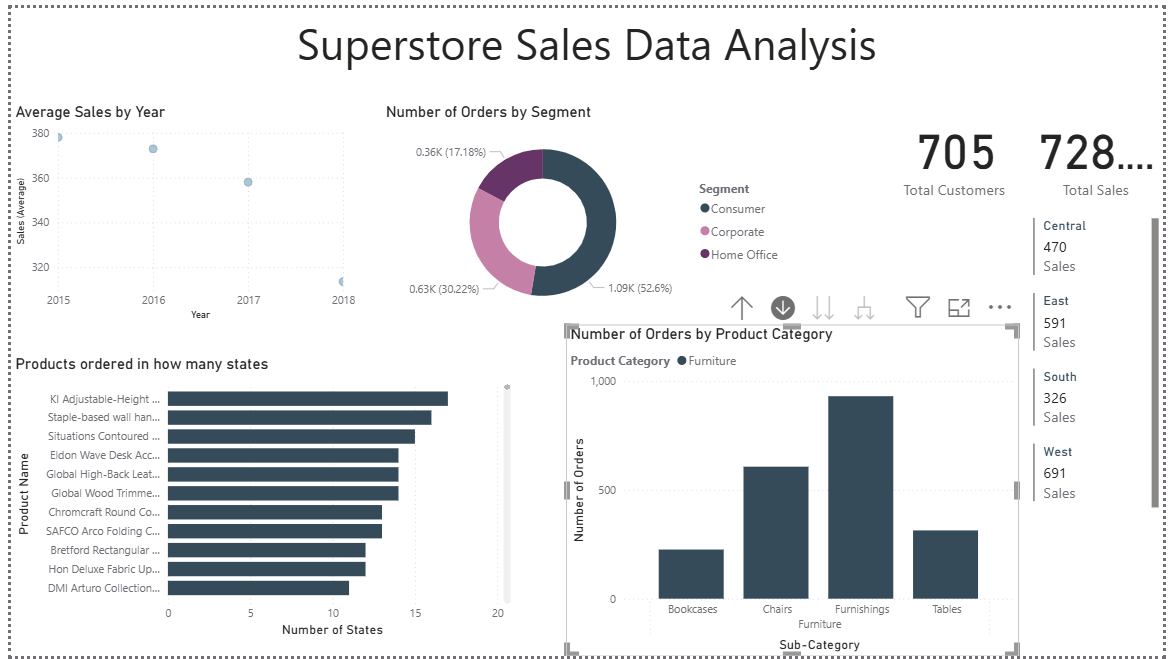 Superstore Sales Data Analysis
Average Sales by Year
380
360
340
320
Sales (Average)
2015 2016 2017 2018
Year
Number of Orders by Segment
0.36K (17.18%)
0.63K (30.22%)
1.09K (52.6%)
Segment
Consumer
Corporate
Home Office
705
Total Customers
728....
Total Sales
Central
470
Sales
East
591
Sales
South
326
Sales
West
691
Sales
Products ordered in how many states
Product Name
KI Adjustable-Height ...
Staple-based wall han...
Situations Contoured ...
Eldon Wave Desk Acc...
Global High-Back Leat...
Global Wood Trimme...
Chromcraft Round Co...
SAFCO Arco Folding C...
Bretford Rectangular ...
Hon Deluxe Fabric Up...
DMI Arturo Collection...
0 5 10 15 20
Number of States
Number of Orders by Product Category
Product Category Furniture
1,000
500
0
Number of Orders
Bookcases Chairs Furnishings Tables
Furniture
Sub-Category